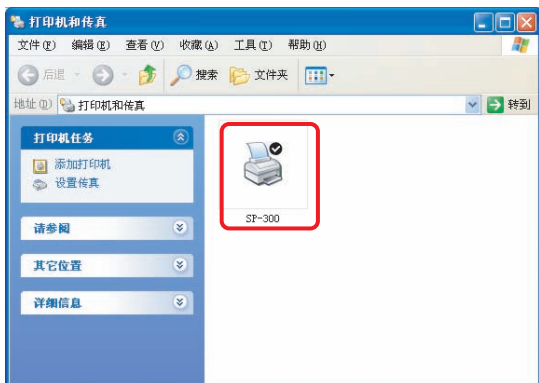 打印机和传真
文件(F) 编辑(E) 查看(V) 收藏(A) 工具(T) 帮助(H)
后退 搜索 文件夹
地址(D) 打印机和传真 转到
打印机任务
添加打印机
设置传真
请参阅
其它位置
详细信息
SP-300